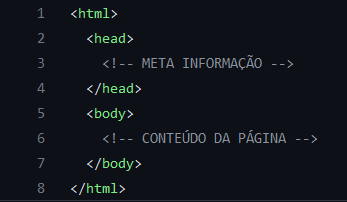 1 <html>
2   <head>
3     <!-- META INFORMAÇÃO -->
4   </head>
5   <body>
6     <!-- CONTEÚDO DA PÁGINA -->
7   </body>
8 </html>